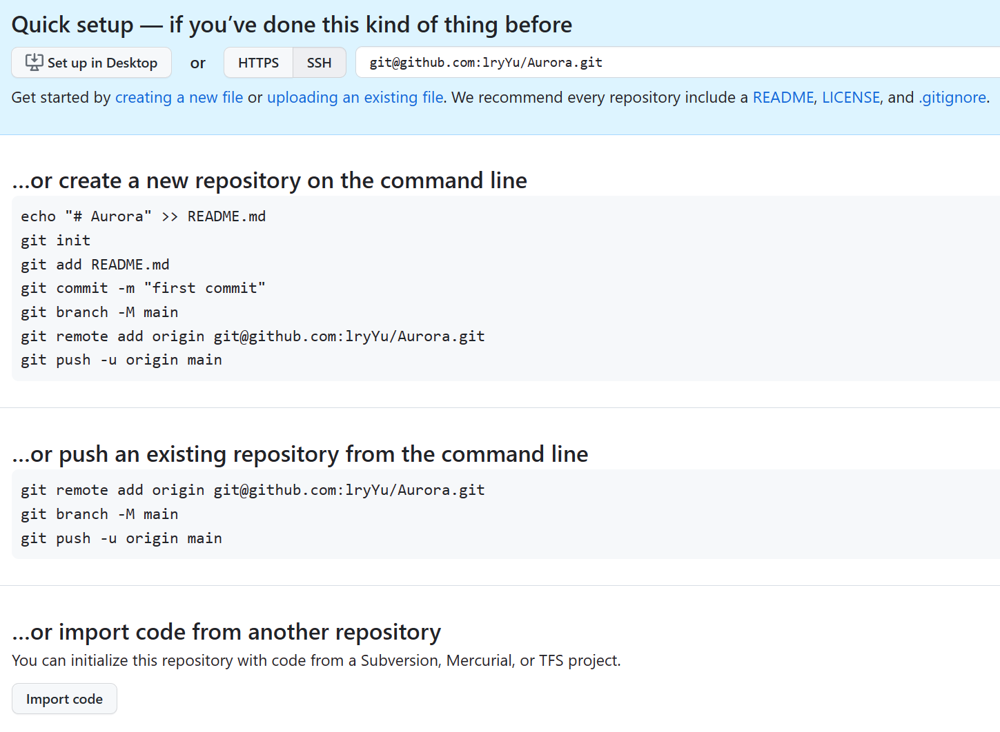 Quick setup — if you’ve done this kind of thing before
Set up in Desktop or HTTPS SSH git@github.com:lryYu/Aurora.git
Get started by creating a new file or uploading an existing file. We recommend every repository include a README, LICENSE, and .gitignore.
…or create a new repository on the command line
echo "# Aurora" >> README.md
git init
git add README.md
git commit -m "first commit"
git branch -M main
git remote add origin git@github.com:lryYu/Aurora.git
git push -u origin main
…or push an existing repository from the command line
git remote add origin git@github.com:lryYu/Aurora.git
git branch -M main
git push -u origin main
…or import code from another repository
You can initialize this repository with code from a Subversion, Mercurial, or TFS project.
Import code